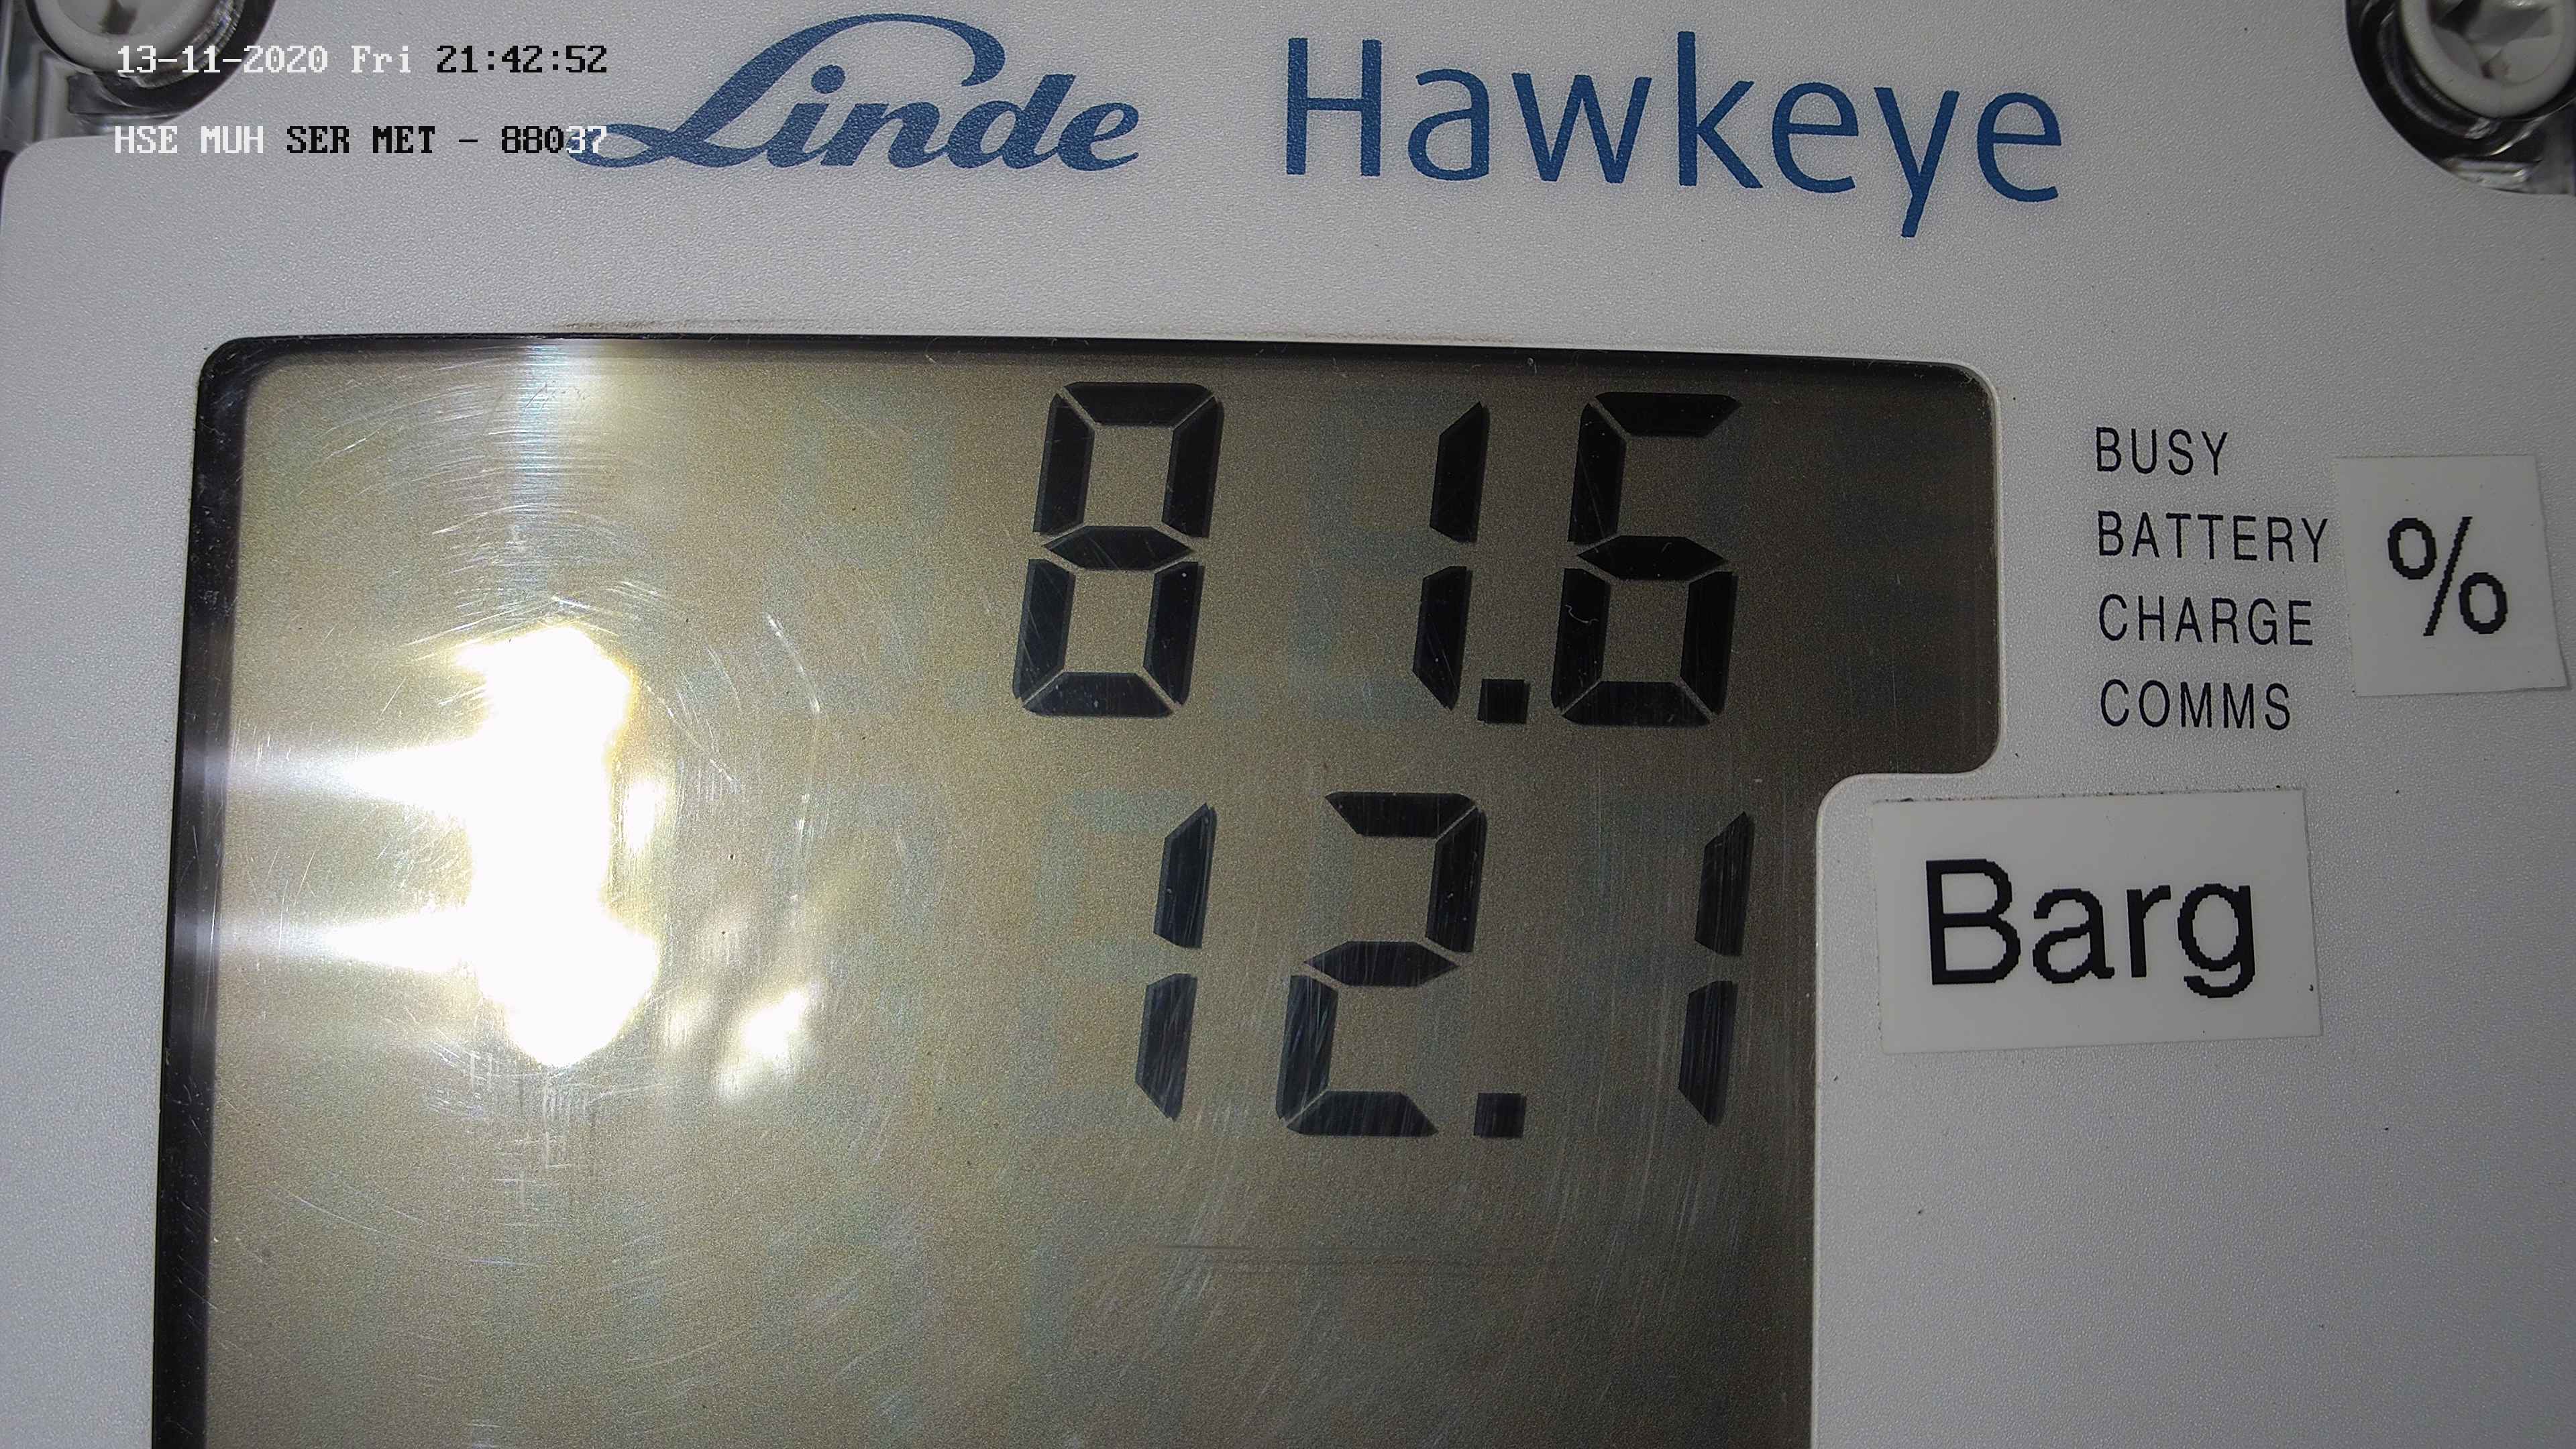 13-11-2020 Fri 21:42:52
HSE MUH SER MET - 88037
Linde Hawkeye
81.6
BUSY
BATTERY
CHARGE
COMMS
%
12.1
Barg